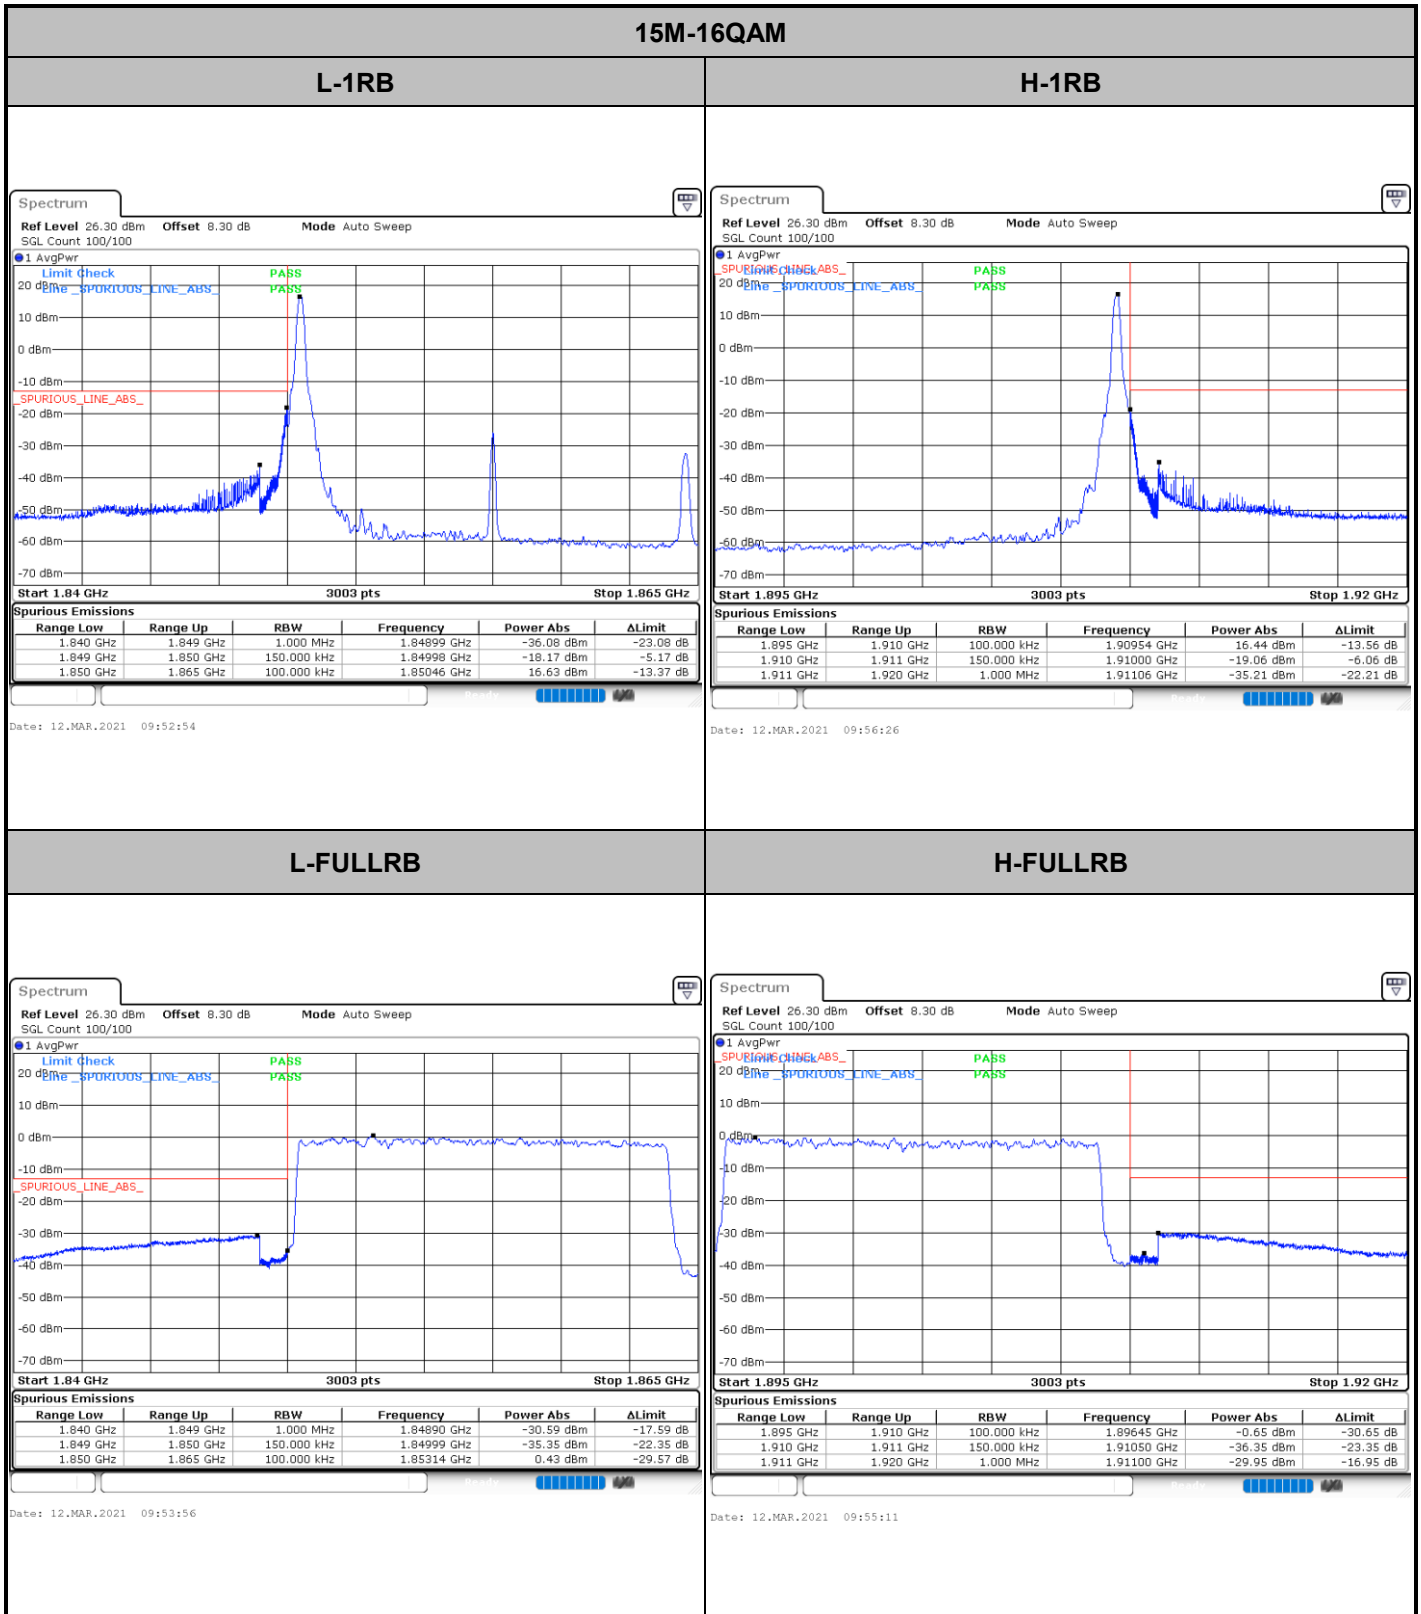 15M-16QAM
L-1RB
H-1RB
Spectrum
Ref Level 26.30 dBm Offset 8.30 dB Mode Auto Sweep
SGL Count 100/100
1 AvgPwr
Limit Check PASS
20 dBm
Line _SPURIOUS_LINE_ABS_ PASS
10 dBm
0 dBm
-10 dBm
_SPURIOUS_LINE_ABS_
-20 dBm
-30 dBm
-40 dBm
-50 dBm
-60 dBm
-70 dBm
Start 1.84 GHz 3003 pts Stop 1.865 GHz
Spurious Emissions
Range Low Range Up RBW Frequency Power Abs ΔLimit
1.840 GHz 1.849 GHz 1.000 MHz 1.84899 GHz -36.08 dBm -23.08 dB
1.849 GHz 1.850 GHz 150.000 kHz 1.84998 GHz -18.17 dBm -5.17 dB
1.850 GHz 1.865 GHz 100.000 kHz 1.85046 GHz 16.63 dBm -13.37 dB
Ready
Date: 12.MAR.2021 09:52:54
Spectrum
Ref Level 26.30 dBm Offset 8.30 dB Mode Auto Sweep
SGL Count 100/100
1 AvgPwr
_SPURIOUS_LINE_ABS_
Limit Check PASS
20 dBm
Line _SPURIOUS_LINE_ABS_ PASS
10 dBm
0 dBm
-10 dBm
-20 dBm
-30 dBm
-40 dBm
-50 dBm
-60 dBm
-70 dBm
Start 1.895 GHz 3003 pts Stop 1.92 GHz
Spurious Emissions
Range Low Range Up RBW Frequency Power Abs ΔLimit
1.895 GHz 1.910 GHz 100.000 kHz 1.90954 GHz 16.44 dBm -13.56 dB
1.910 GHz 1.911 GHz 150.000 kHz 1.91000 GHz -19.06 dBm -6.06 dB
1.911 GHz 1.920 GHz 1.000 MHz 1.91106 GHz -35.21 dBm -22.21 dB
Ready
Date: 12.MAR.2021 09:56:26
L-FULLRB
H-FULLRB
Spectrum
Ref Level 26.30 dBm Offset 8.30 dB Mode Auto Sweep
SGL Count 100/100
1 AvgPwr
Limit Check PASS
20 dBm
Line _SPURIOUS_LINE_ABS_ PASS
10 dBm
0 dBm
-10 dBm
_SPURIOUS_LINE_ABS_
-20 dBm
-30 dBm
-40 dBm
-50 dBm
-60 dBm
-70 dBm
Start 1.84 GHz 3003 pts Stop 1.865 GHz
Spurious Emissions
Range Low Range Up RBW Frequency Power Abs ΔLimit
1.840 GHz 1.849 GHz 1.000 MHz 1.84890 GHz -30.59 dBm -17.59 dB
1.849 GHz 1.850 GHz 150.000 kHz 1.84999 GHz -35.35 dBm -22.35 dB
1.850 GHz 1.865 GHz 100.000 kHz 1.85314 GHz 0.43 dBm -29.57 dB
Ready
Date: 12.MAR.2021 09:53:56
Spectrum
Ref Level 26.30 dBm Offset 8.30 dB Mode Auto Sweep
SGL Count 100/100
1 AvgPwr
_SPURIOUS_LINE_ABS_
Limit Check PASS
20 dBm
Line _SPURIOUS_LINE_ABS_ PASS
10 dBm
0 dBm
-10 dBm
-20 dBm
-30 dBm
-40 dBm
-50 dBm
-60 dBm
-70 dBm
Start 1.895 GHz 3003 pts Stop 1.92 GHz
Spurious Emissions
Range Low Range Up RBW Frequency Power Abs ΔLimit
1.895 GHz 1.910 GHz 100.000 kHz 1.89645 GHz -0.65 dBm -30.65 dB
1.910 GHz 1.911 GHz 150.000 kHz 1.91050 GHz -36.35 dBm -23.35 dB
1.911 GHz 1.920 GHz 1.000 MHz 1.91100 GHz -29.95 dBm -16.95 dB
Ready
Date: 12.MAR.2021 09:55:11